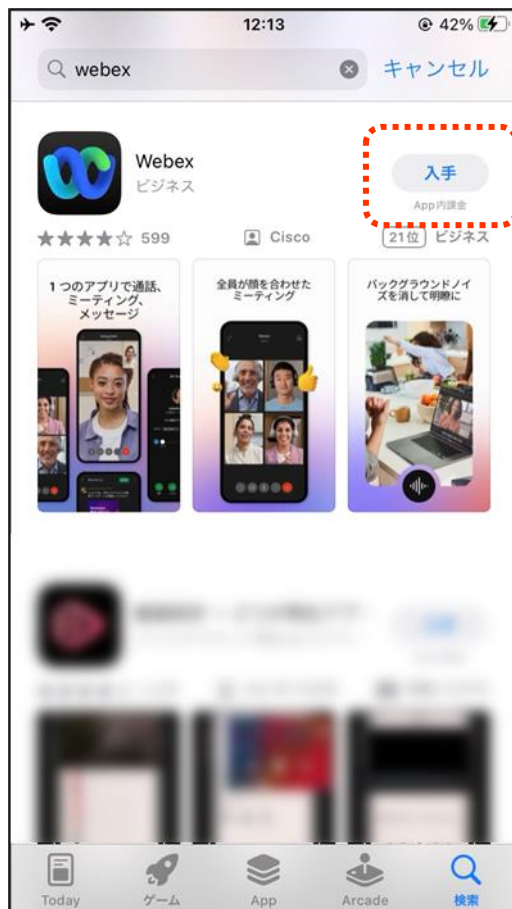 12:13
42%
webex
キャンセル
Webex
ビジネス
入手
App内課金
★★★★☆ 599
Cisco
21位 ビジネス
1つのアプリで通話、
ミーティング、
メッセージ
全員が顔を合わせた
ミーティング
バックグラウンドノイ
ズを消して明瞭に
Today
ゲーム
App
Arcade
検索